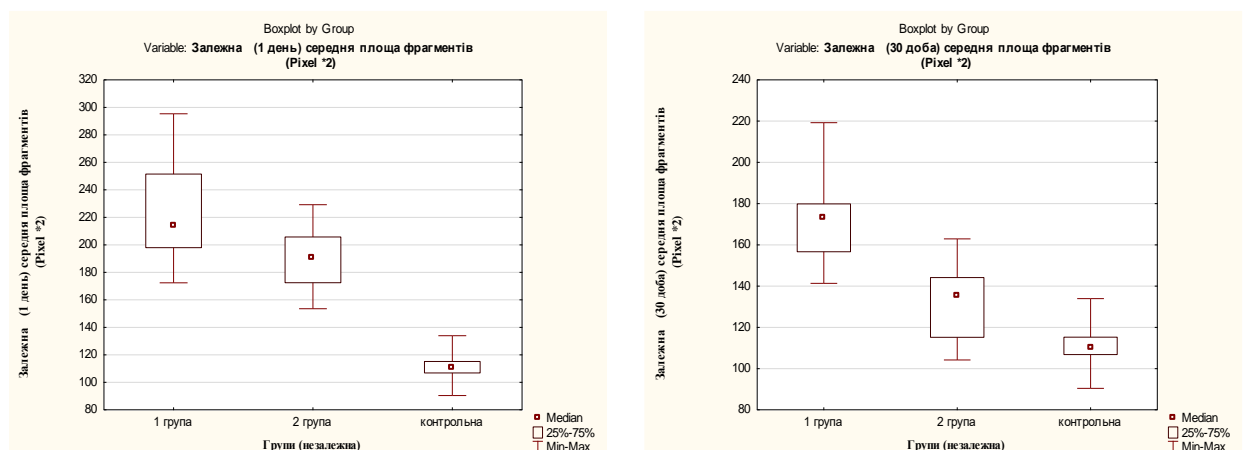 Boxplot by Group
Variable: Залежна (1 день) середня площа фрагментів
(Pixel *2)
320
300
280
260
240
220
200
180
160
140
120
100
80
Залежна (1 день) середня площа фрагментів
(Pixel *2)
1 група 2 група контрольна
Групи (незалежна)
Median
25%-75%
Min-Max
Boxplot by Group
Variable: Залежна (30 доба) середня площа фрагментів
(Pixel *2)
240
220
200
180
160
140
120
100
80
Залежна (30 доба) середня площа фрагментів
(Pixel *2)
1 група 2 група контрольна
Групи (незалежна)
Median
25%-75%
Min-Max